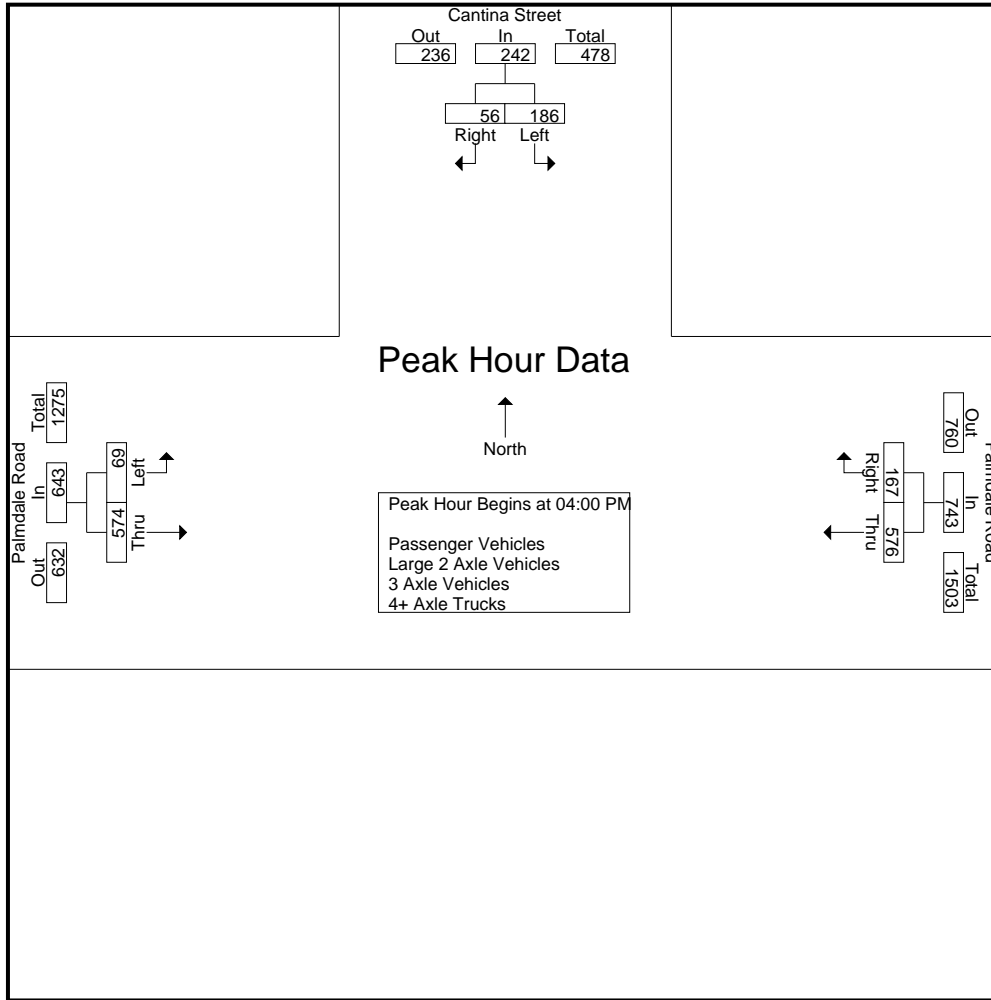 Cantina Street
Out In Total
236 242 478
56 186
Right Left
Peak Hour Data
North
Peak Hour Begins at 04:00 PM
Passenger Vehicles
Large 2 Axle Vehicles
3 Axle Vehicles
4+ Axle Trucks
Palmdale Road
Out In Total
632 643 1275
574 69
Thru Left
Palmdale Road
Out In Total
760 743 1503
167 576
Right Thru